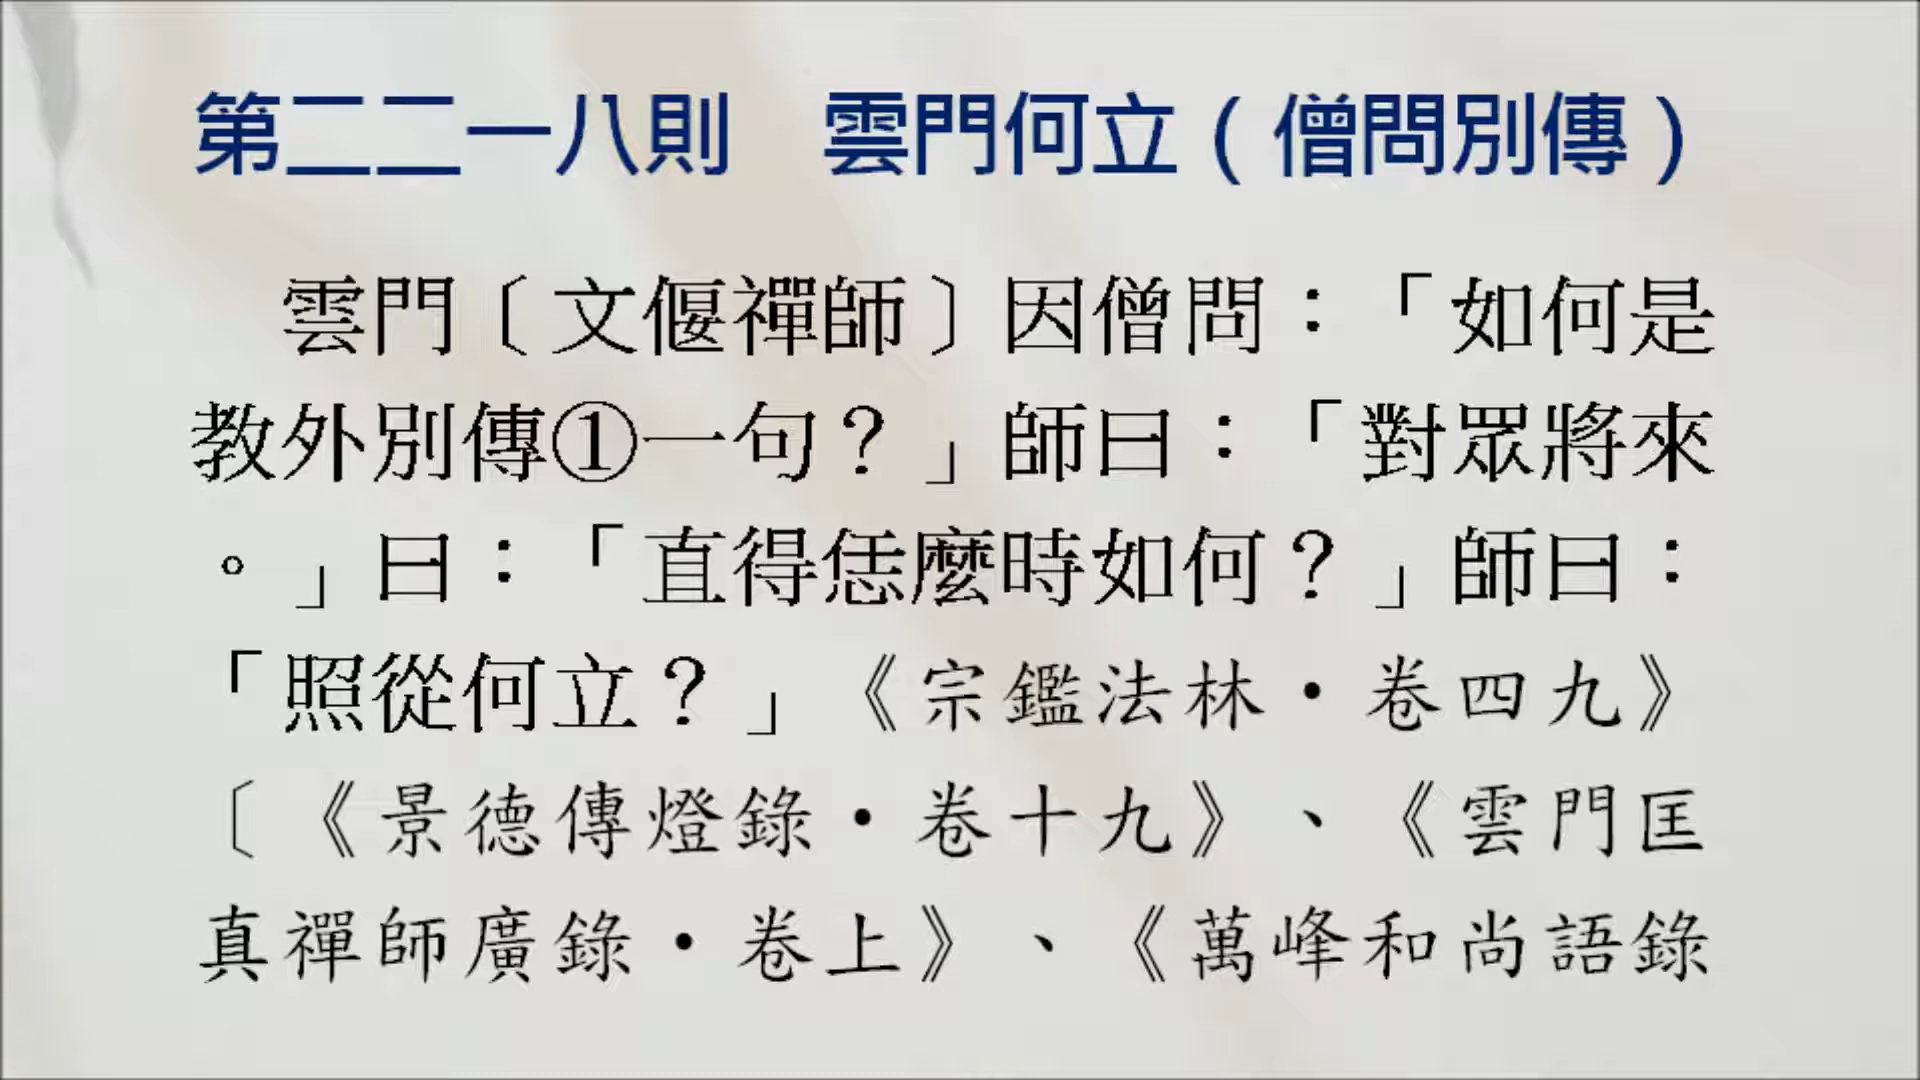 第二二一八則　雲門何立（僧問別傳）
雲門〔文偃禪師〕因僧問：「如何是
教外別傳①一句？」師曰：「對眾將來
。」曰：「直得恁麼時如何？」師曰：
「照從何立？」《宗鑑法林・卷四九》
〔《景德傳燈錄・卷十九》、《雲門匡
真禪師廣錄・卷上》、《萬峰和尚語錄